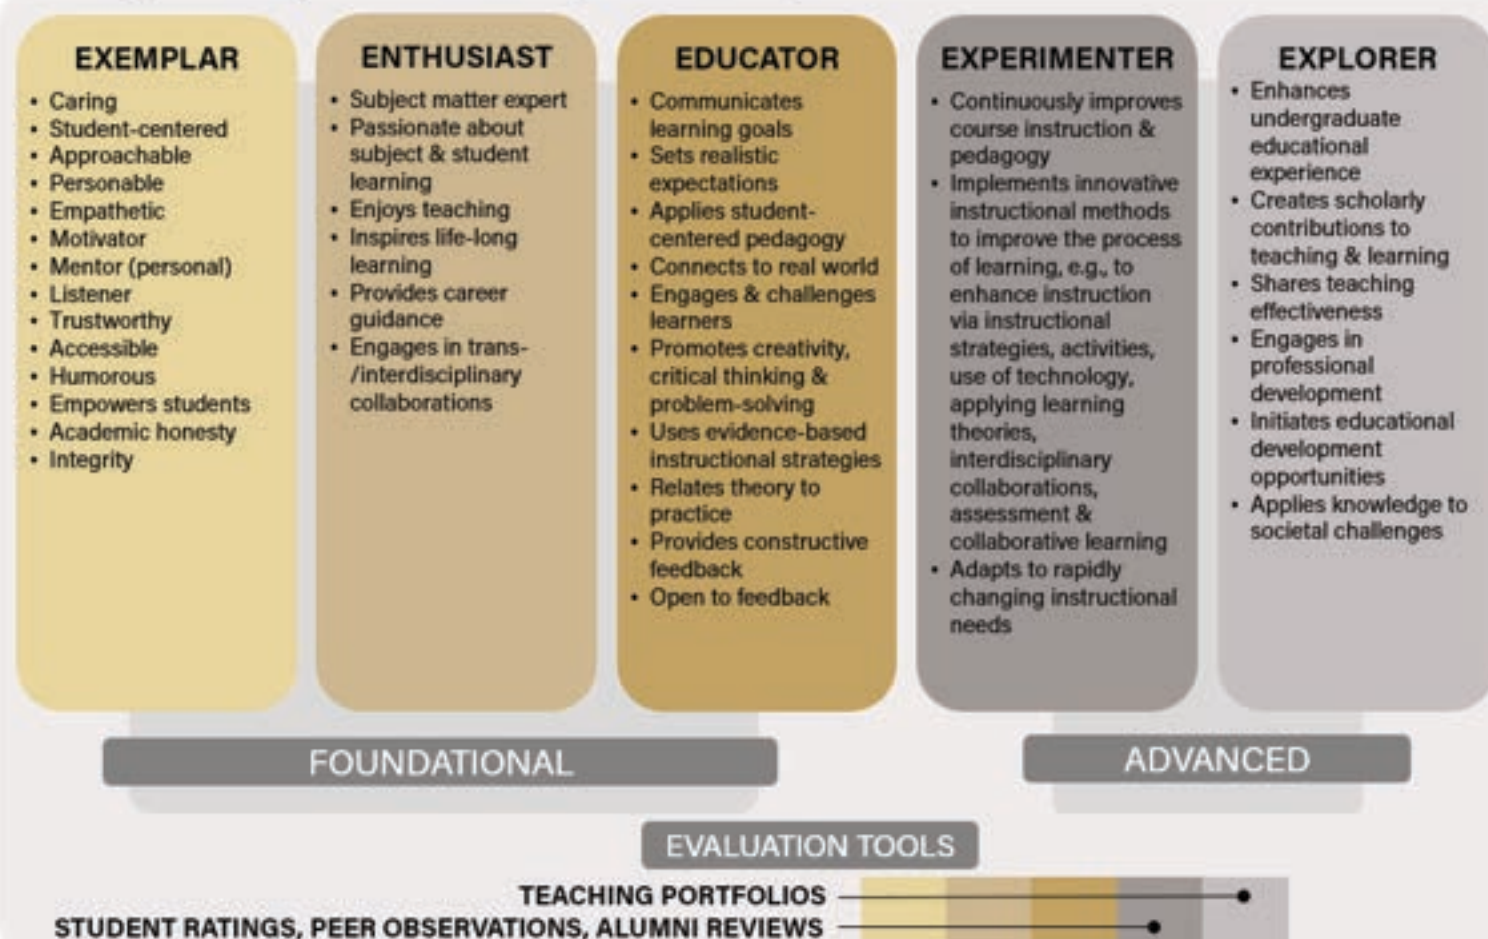 EXEMPLAR
• Caring
• Student-centered
• Approachable
• Personable
• Empathetic
• Motivator
• Mentor (personal)
• Listener
• Trustworthy
• Accessible
• Humorous
• Empowers students
• Academic honesty
• Integrity
ENTHUSIAST
• Subject matter expert
• Passionate about
subject & student
learning
• Enjoys teaching
• Inspires life-long
learning
• Provides career
guidance
• Engages in trans-
/interdisciplinary
collaborations
EDUCATOR
• Communicates
learning goals
• Sets realistic
expectations
• Applies student-
centered pedagogy
• Connects to real world
• Engages & challenges
learners
• Promotes creativity,
critical thinking &
problem-solving
• Uses evidence-based
instructional strategies
• Relates theory to
practice
• Provides constructive
feedback
• Open to feedback
EXPERIMENTER
• Continuously improves
course instruction &
pedagogy
• Implements innovative
instructional methods
to improve the process
of learning, e.g., to
enhance instruction
via instructional
strategies, activities,
use of technology,
applying learning
theories,
interdisciplinary
collaborations,
assessment &
collaborative learning
• Adapts to rapidly
changing instructional
needs
EXPLORER
• Enhances
undergraduate
educational
experience
• Creates scholarly
contributions to
teaching & learning
• Shares teaching
effectiveness
• Engages in
professional
development
• Initiates educational
development
opportunities
• Applies knowledge to
societal challenges
FOUNDATIONAL
ADVANCED
EVALUATION TOOLS
TEACHING PORTFOLIOS
STUDENT RATINGS, PEER OBSERVATIONS, ALUMNI REVIEWS